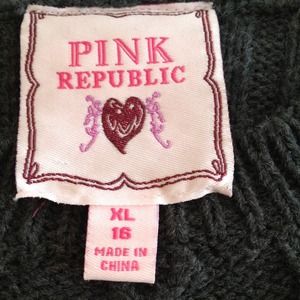 PINK
REPUBLIC
XL
16
MADE IN
CHINA